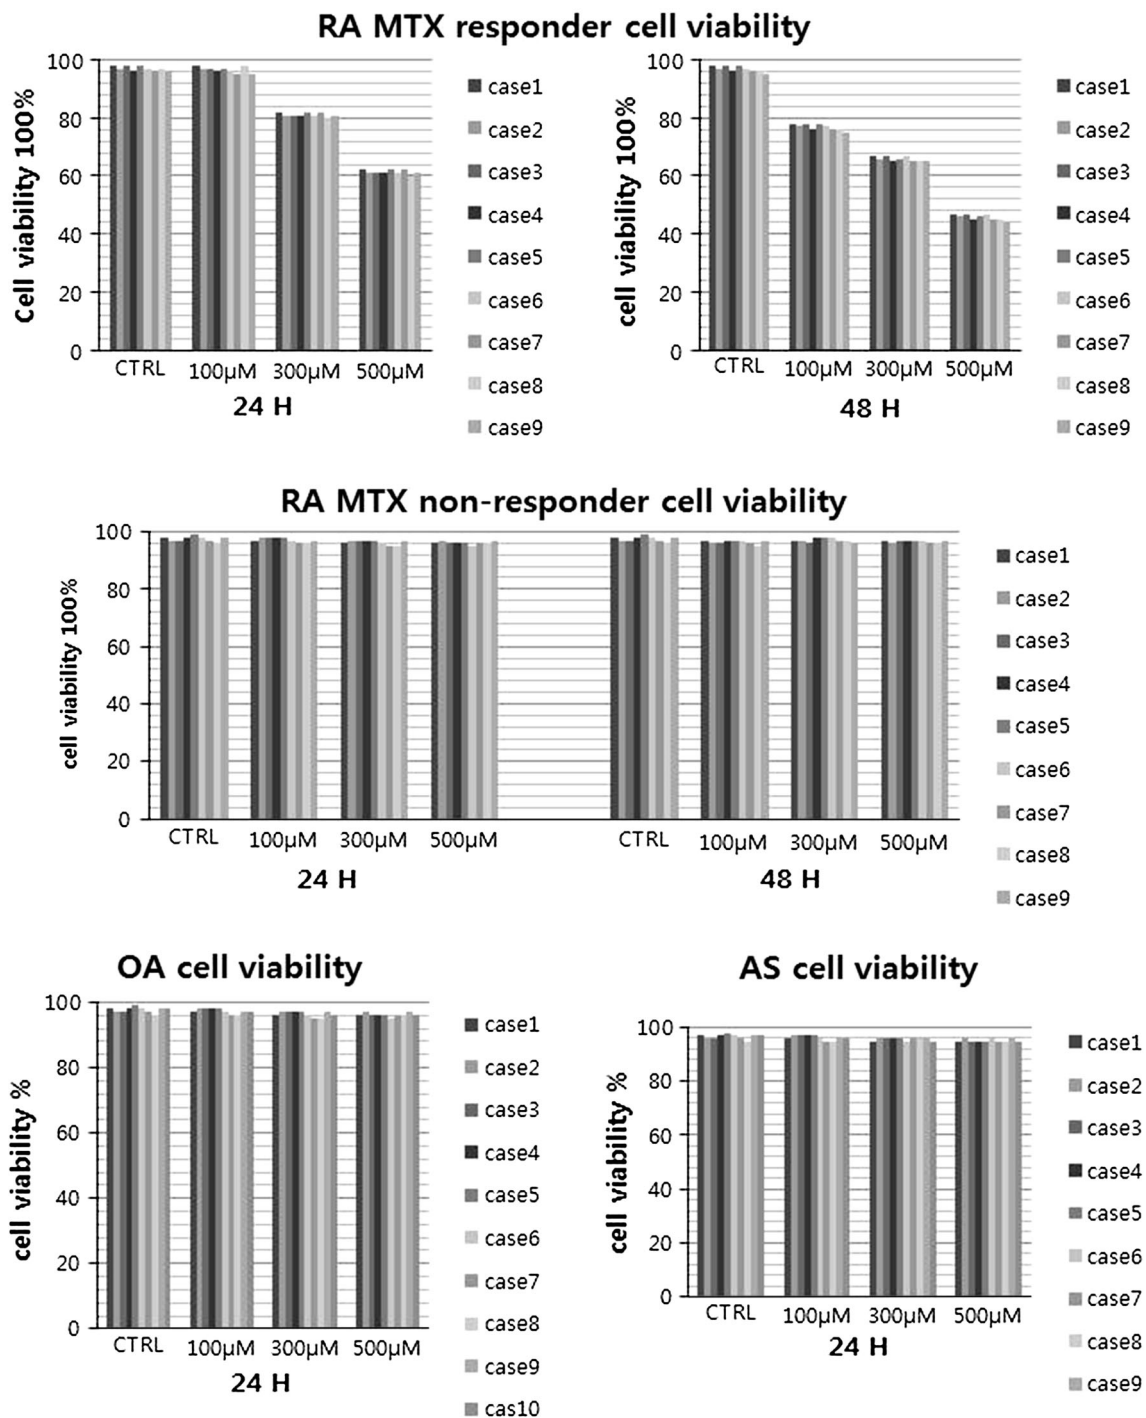 RA MTX responder cell viability
Cell viability 100%
100
80
60
40
20
0
CTRL 100μM 300μM 500μM
24 H
case1
case2
case3
case4
case5
case6
case7
case8
case9
cell viability 100%
100
80
60
40
20
0
CTRL 100μM 300μM 500μM
48 H
case1
case2
case3
case4
case5
case6
case7
case8
case9
RA MTX non-responder cell viability
cell viability 100%
100
80
60
40
20
0
CTRL 100μM 300μM 500μM CTRL 100μM 300μM 500μM
24 H 48 H
case1
case2
case3
case4
case5
case6
case7
case8
case9
OA cell viability
cell viability %
100
80
60
40
20
0
CTRL 100μM 300μM 500μM
24 H
case1
case2
case3
case4
case5
case6
case7
case8
case9
cas10
AS cell viability
cell viability %
100
80
60
40
20
0
CTRL 100μM 300μM 500μM
24 H
case1
case2
case3
case4
case5
case6
case7
case8
case9